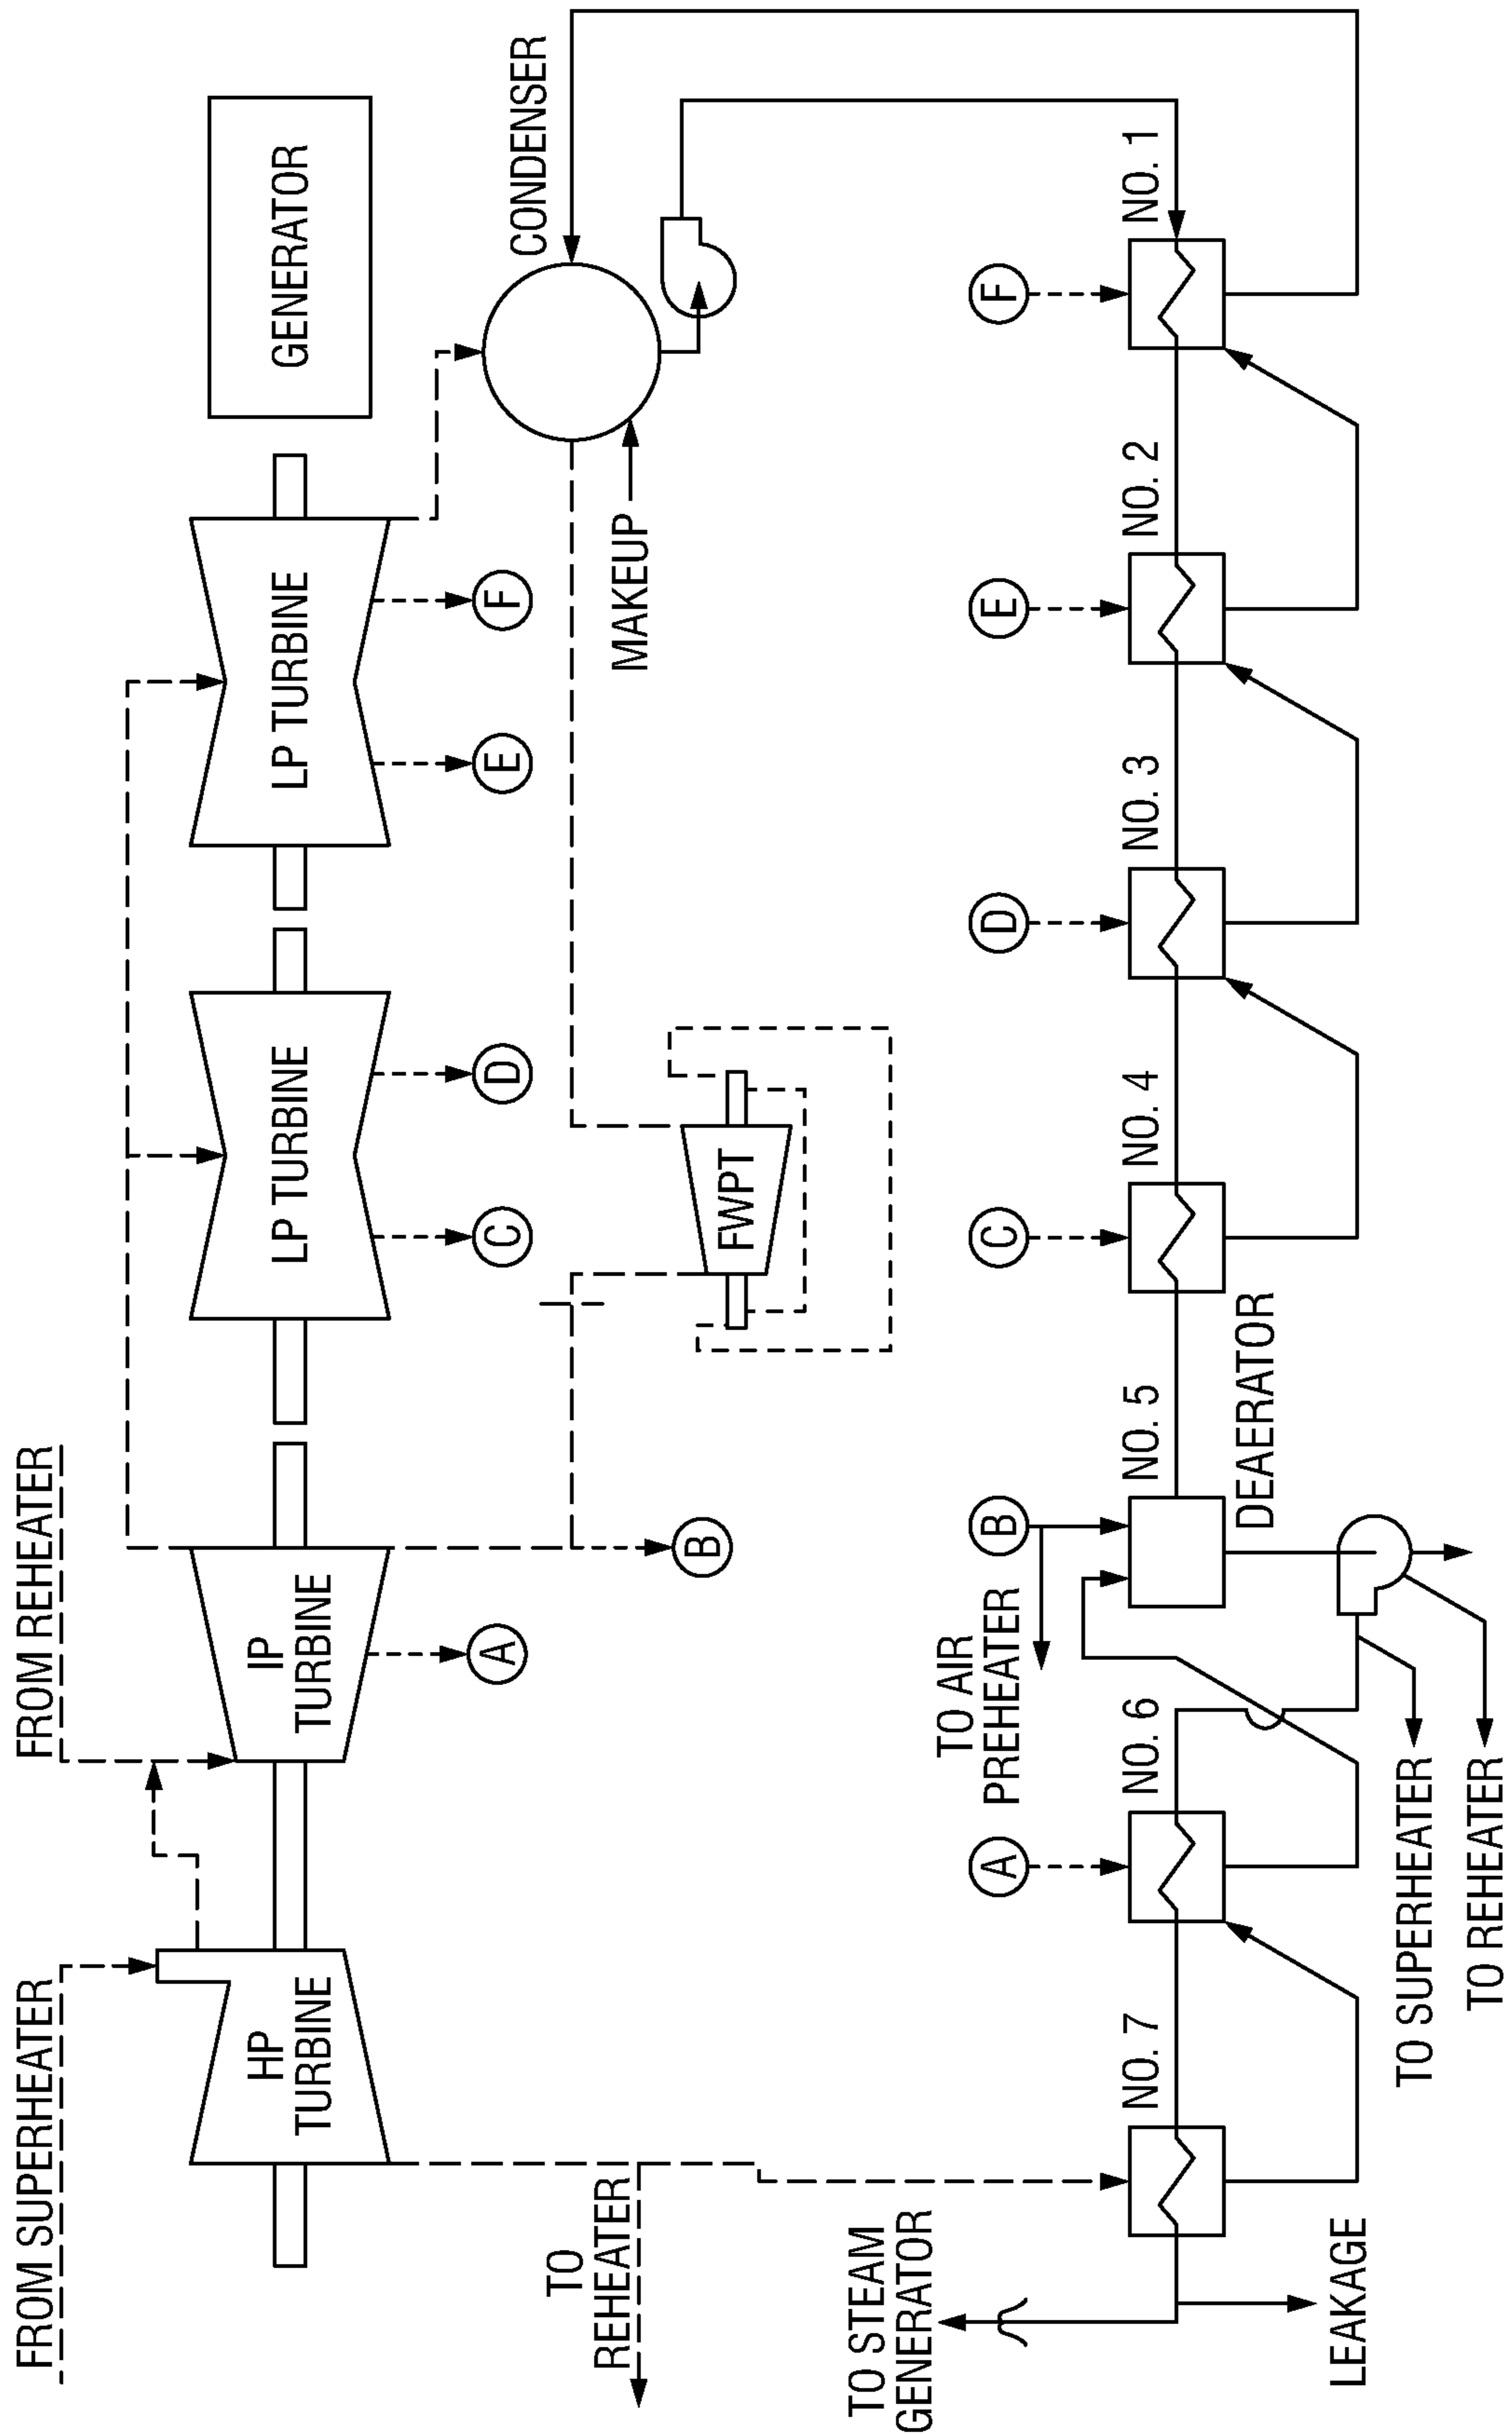 FROM SUPERHEATER
FROM REHEATER
HP
TURBINE
IP
TURBINE
LP TURBINE
LP TURBINE
GENERATOR
A
B
C
D
E
F
CONDENSER
MAKEUP
FWPT
TO
REHEATER
TO STEAM
GENERATOR
TO AIR
PREHEATER
A
B
C
D
E
F
NO. 7
NO. 6
NO. 5
NO. 4
NO. 3
NO. 2
NO. 1
DEAERATOR
LEAKAGE
TO SUPERHEATER
TO REHEATER